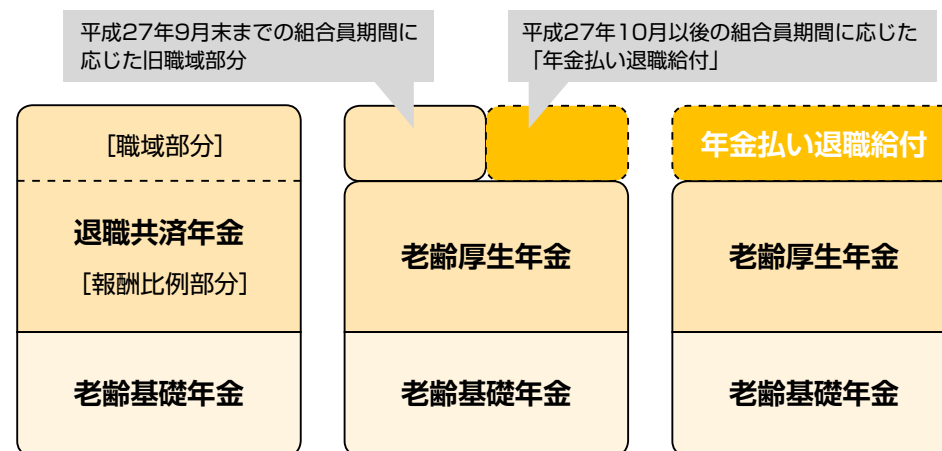 平成27年9月末までの組合員期間に
応じた旧職域部分
平成27年10月以後の組合員期間に応じた
「年金払い退職給付」
［職域部分］
退職共済年金
［報酬比例部分］
老齢基礎年金
老齢厚生年金
老齢基礎年金
年金払い退職給付
老齢厚生年金
老齢基礎年金